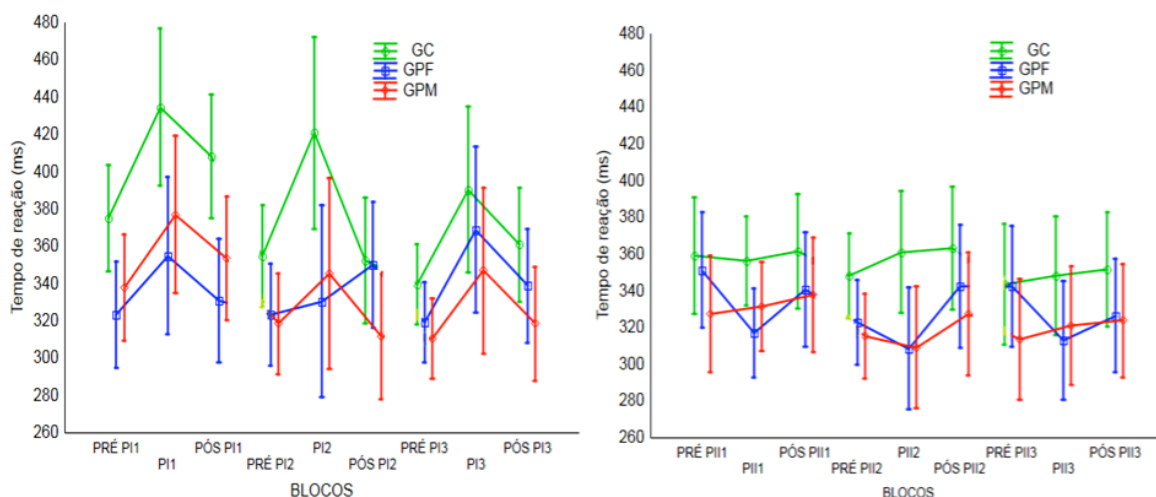 480
460
440
420
400
380
360
340
320
300
280
260
Tempo de reação (ms)
GC
GPF
GPM
PRÉ PI1
PI1
PÓS PI1
PRÉ PI2
PI2
PÓS PI2
PRÉ PI3
PI3
PÓS PI3
BLOCOS
480
460
440
420
400
380
360
340
320
300
280
260
Tempo de reação (ms)
GC
GPF
GPM
PRÉ PII1
PII1
PÓS PII1
PRÉ PII2
PII2
PÓS PII2
PRÉ PII3
PII3
PÓS PII3
BLOCOS